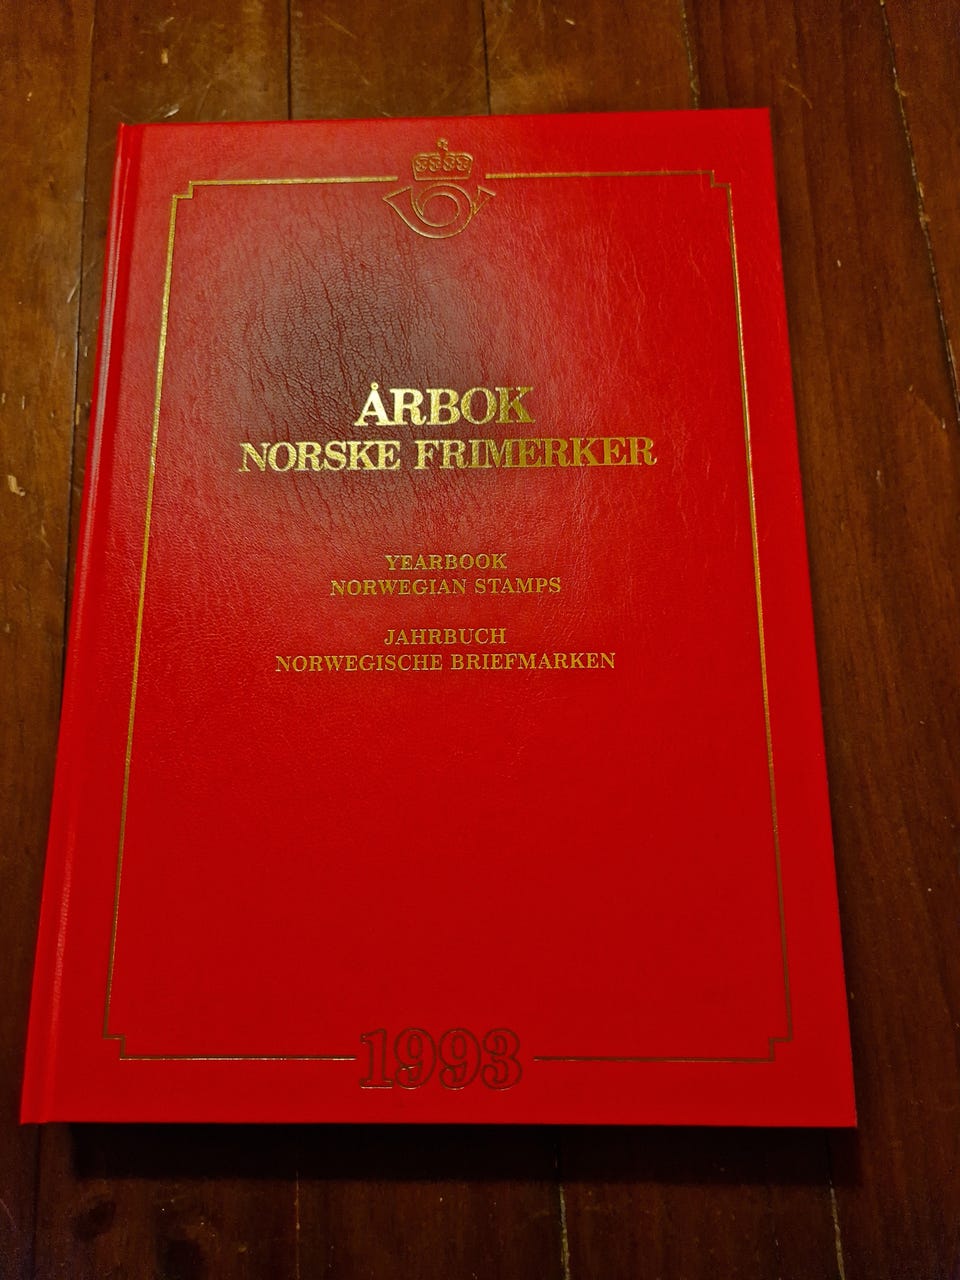 ÅRBOK
NORSKE FRIMERKER
YEARBOOK
NORWEGIAN STAMPS
JAHRBUCH
NORWEGISCHE BRIEFMARKEN
1993